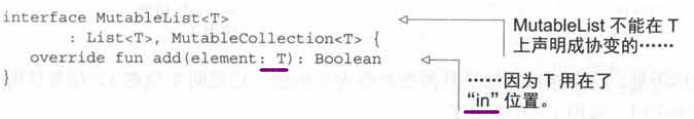 interface MutableList<T>
: List<T>, MutableCollection<T> {
override fun add(element: T): Boolean
}
MutableList 不能在 T
上声明成协变的……
……因为 T 用在了
“in” 位置。